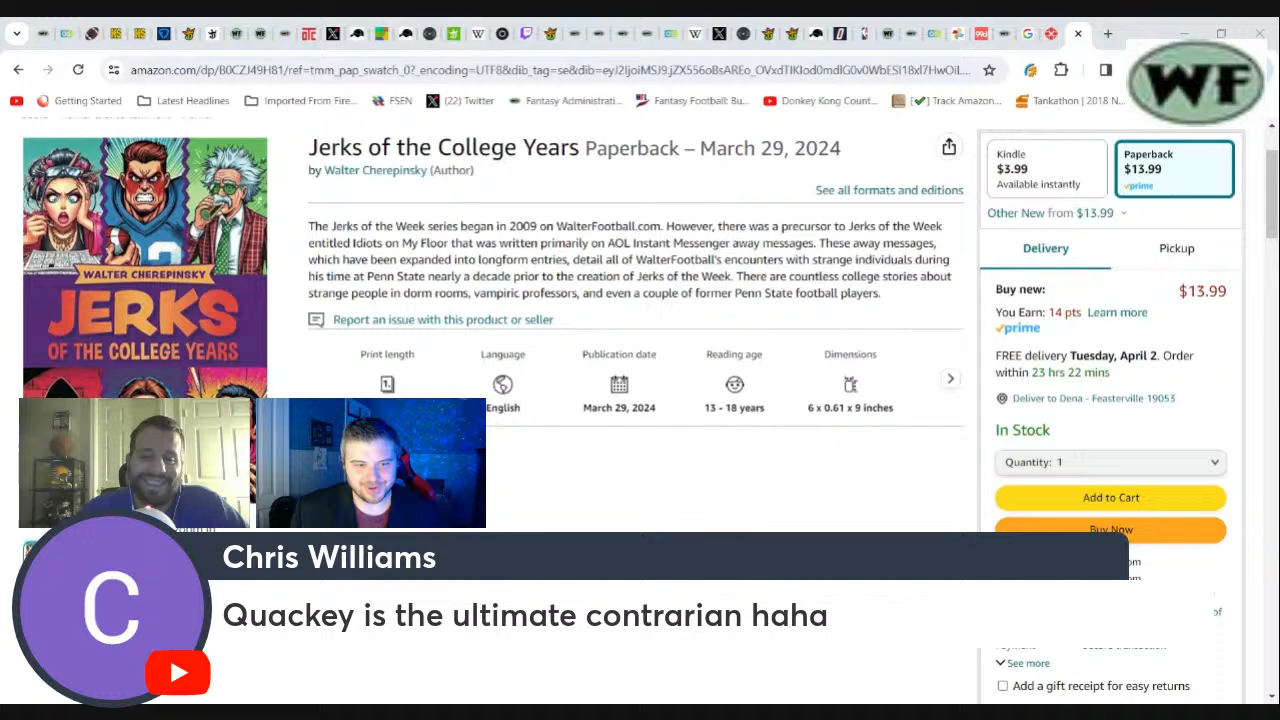 amazon.com/dp/B0CZJ49H81/ref=tmm_pap_swatch_0?_encoding=UTF8&dib_tag=se&dib=
WF
Getting Started Latest Headlines Imported From Fire... FSEN (22) Twitter Fantasy Administrati... Fantasy Football: Bu... Donkey Kong Count... [✔] Track Amazon... Tankathon | 2018 N...
Jerks of the College Years Paperback – March 29, 2024
by Walter Cherepinsky (Author)
See all formats and editions
The Jerks of the Week series began in 2009 on WalterFootball.com. However, there was a precursor to Jerks of the Week
entitled Idiots on My Floor that was written primarily on AOL Instant Messenger away messages. These away messages,
which have been expanded into longform entries, detail all of WalterFootball's encounters with strange individuals during
his time at Penn State nearly a decade prior to the creation of Jerks of the Week. There are countless college stories about
strange people in dorm rooms, vampiric professors, and even a couple of former Penn State football players.
Report an issue with this product or seller
Print length Language Publication date Reading age Dimensions
English March 29, 2024 13 - 18 years 6 x 0.61 x 9 inches
WALTER CHEREPINSKY
JERKS
OF THE COLLEGE YEARS
Kindle
$3.99
Available instantly
Paperback
$13.99
prime
Other New from $13.99
Delivery Pickup
Buy new: $13.99
You Earn: 14 pts Learn more
prime
FREE delivery Tuesday, April 2. Order
within 23 hrs 22 mins
Deliver to Dena - Feasterville 19053
In Stock
Quantity: 1
Add to Cart
Buy Now
om
om
of
See more
Add a gift receipt for easy returns
C
Chris Williams
Quackey is the ultimate contrarian haha